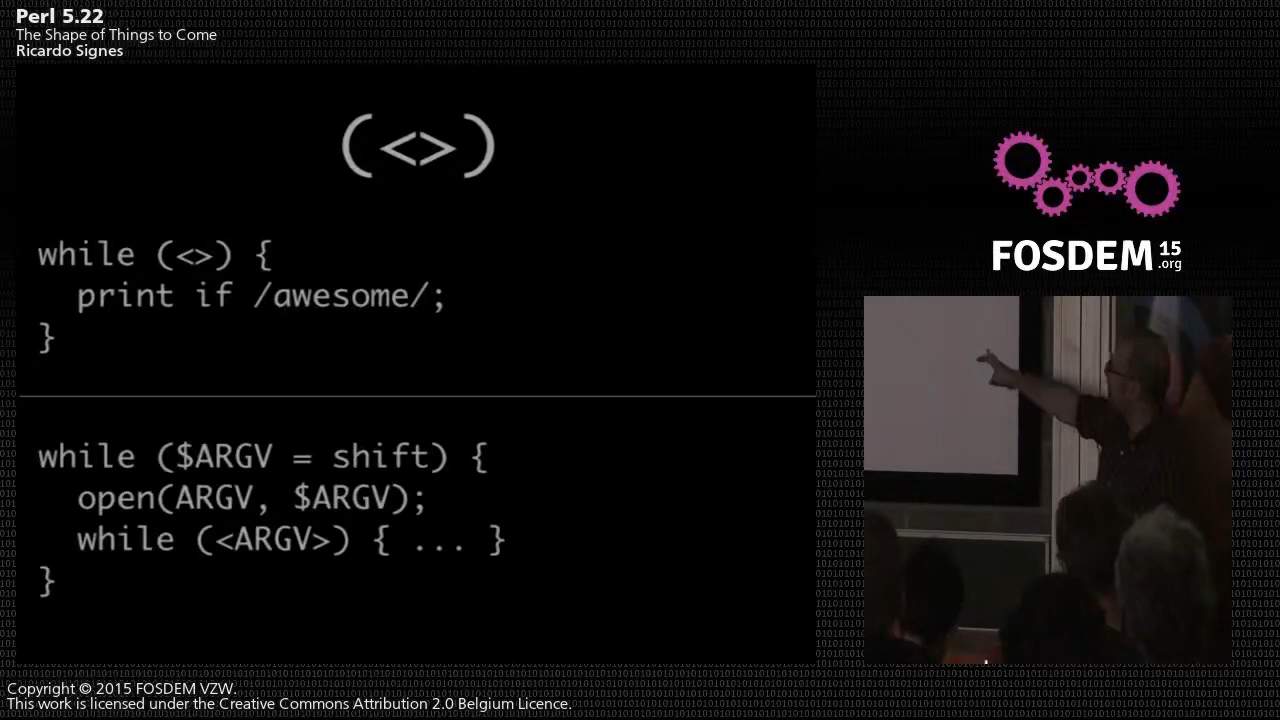 Perl 5.22
The Shape of Things to Come
Ricardo Signes
(<>)
while (<>) {
  print if /awesome/;
}
while ($ARGV = shift) {
  open(ARGV, $ARGV);
  while (<ARGV>) { ... }
}
FOSDEM 15
.org
Copyright © 2015 FOSDEM VZW.
This work is licensed under the Creative Commons Attribution 2.0 Belgium Licence.